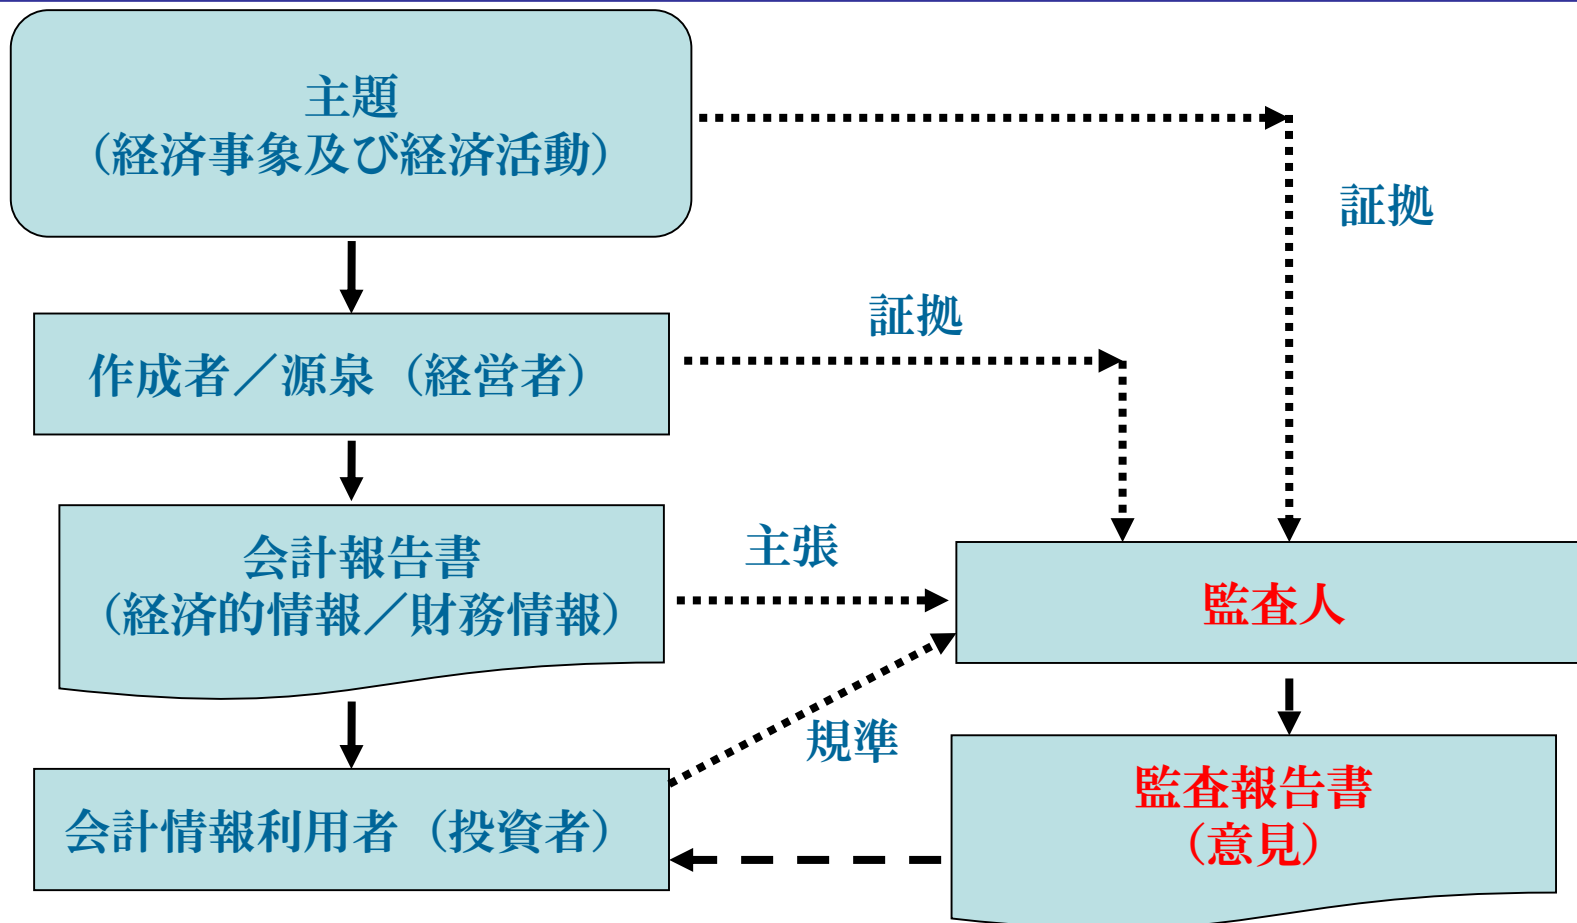 主題
（経済事象及び経済活動）
証拠
証拠
作成者／源泉（経営者）
会計報告書
（経済的情報／財務情報）
主張
監査人
規準
会計情報利用者（投資者）
監査報告書
（意見）